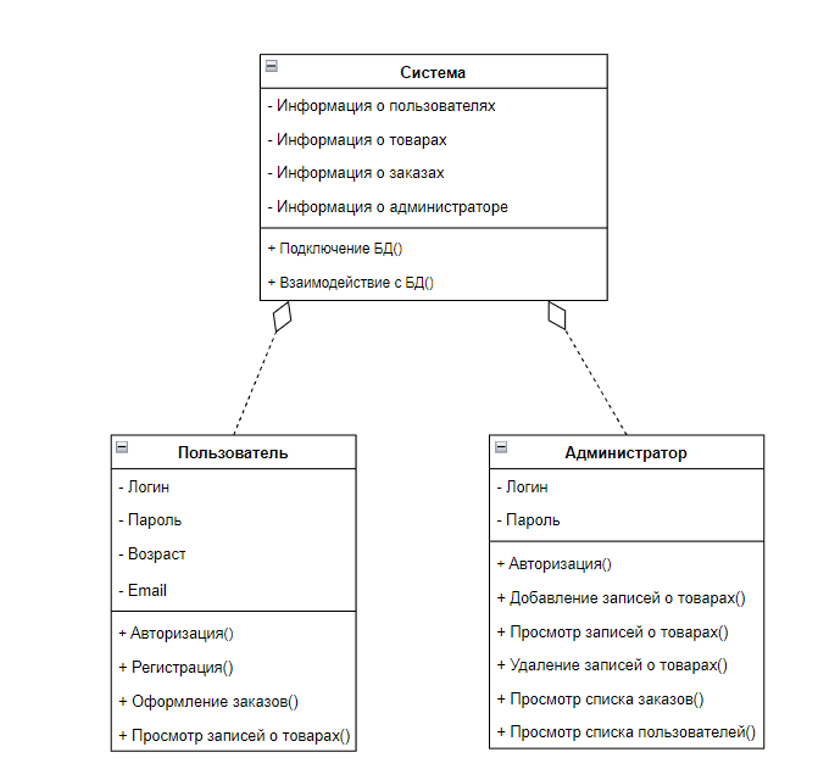 Система
- Информация о пользователях
- Информация о товарах
- Информация о заказах
- Информация о администраторе
+ Подключение БД()
+ Взаимодействие с БД()
Пользователь
- Логин
- Пароль
- Возраст
- Email
+ Авторизация()
+ Регистрация()
+ Оформление заказов()
+ Просмотр записей о товарах()
Администратор
- Логин
- Пароль
+ Авторизация()
+ Добавление записей о товарах()
+ Просмотр записей о товарах()
+ Удаление записей о товарах()
+ Просмотр списка заказов()
+ Просмотр списка пользователей()